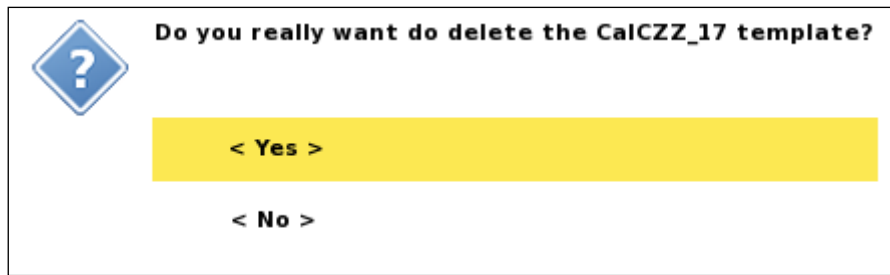 Do you really want do delete the CalCZZ_17 template?
?
< Yes >
< No >